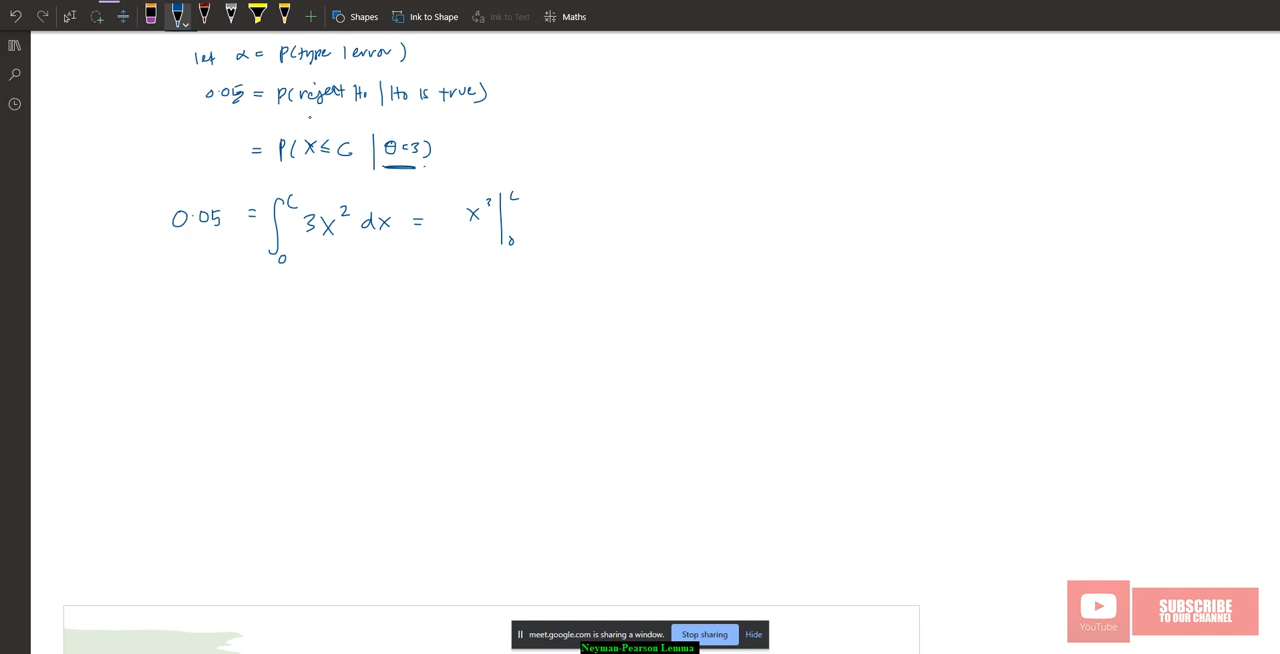 Shapes Ink to Shape Ink to Text Maths
let α = P(type I error)
0.05 = P(reject H₀ | H₀ is true)
= P(X ≤ C | θ = 3)
0.05 = ∫₀ᶜ 3x² dx = x³ |₀ᶜ
SUBSCRIBE
TO OUR CHANNEL
YouTube
meet.google.com is sharing a window. Stop sharing Hide
Neyman-Pearson Lemma